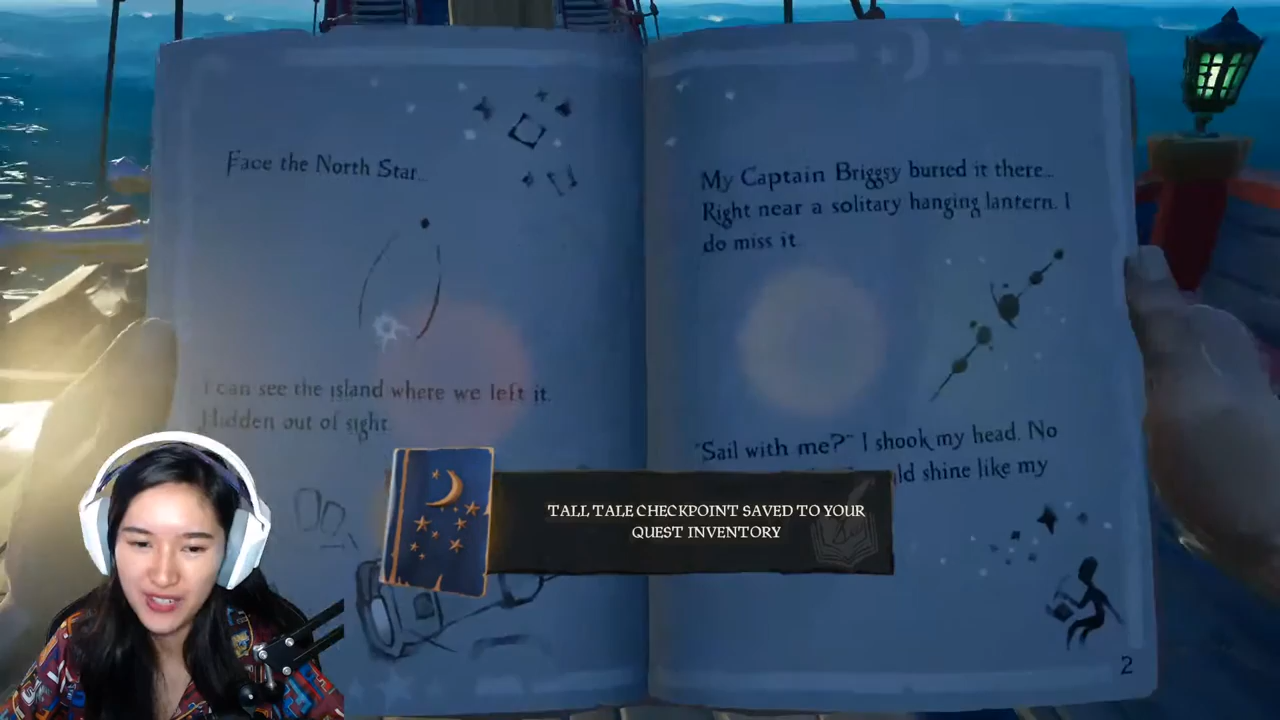 Face the North Star...
I can see the island where we left it.
Hidden out of sight.
My Captain Briggsy buried it there...
Right near a solitary hanging lantern. I
do miss it.
"Sail with me?" I shook my head. No
shine like my
TALL TALE CHECKPOINT SAVED TO YOUR
QUEST INVENTORY
2